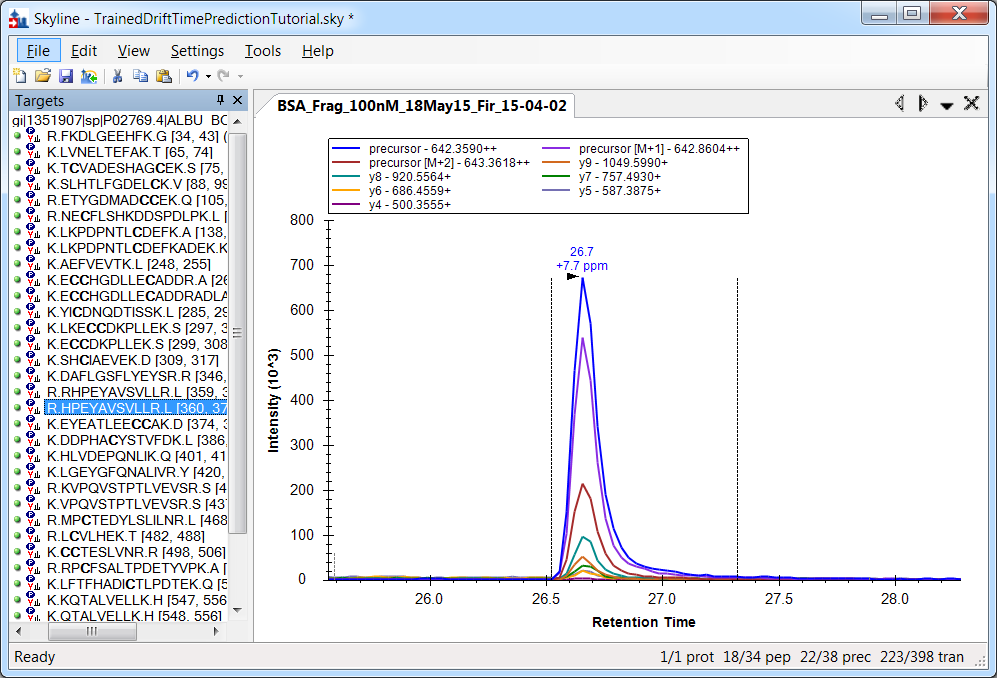 Skyline - TrainedDriftTimePredictionTutorial.sky *
File Edit View Settings Tools Help
Targets
gi|1351907|sp|P02769.4|ALBU_BO
R.FKDLGEEHFK.G [34, 43] (
K.LVNELTEFAK.T [65, 74]
K.TCVADESHAGCEK.S [75,
K.SLHTLFGDELCK.V [88, 99
R.ETYGDMADCCEK.Q [105,
R.NECFLSHKDDSPDLPK.L [
K.LKPDPNTLCDEFK.A [138,
K.LKPDPNTLCDEFKADEK.K
K.AEFVEVTK.L [248, 255]
K.ECCHGDLLECADDR.A [26
K.ECCHGDLLECADDRADLA
K.YICDNQDTISSK.L [285, 29
K.LKECCDKPLLEK.S [297, 3
K.ECCDKPLLEK.S [299, 308
K.SHCIAEVEK.D [309, 317]
K.DAFLGSFLYEYSR.R [346,
R.RHPEYAVSVLLR.L [359, 3
R.HPEYAVSVLLR.L [360, 37
K.EYEATLEECCAK.D [374, 3
K.DDPHACYSTVFDK.L [386,
K.HLVDEPQNLIK.Q [401, 41
K.LGEYGFQNALIVR.Y [420,
R.KVPQVSTPTLVEVSR.S [4
K.VPQVSTPTLVEVSR.S [43
R.MPCTEDYLSLILNR.L [468
R.LCVLHEK.T [482, 488]
K.CCTESLVNR.R [498, 506]
R.RPCFSALTPDETYVPK.A [
K.LFTFHADICTLPDTEK.Q [5
K.KQTALVELLK.H [547, 556
K.QTALVELLK.H [548, 556]
BSA_Frag_100nM_18May15_Fir_15-04-02
precursor - 642.3590++ precursor [M+1] - 642.8604++
precursor [M+2] - 643.3618++ y9 - 1049.5990+
y8 - 920.5564+ y7 - 757.4930+
y6 - 686.4559+ y5 - 587.3875+
y4 - 500.3555+
26.7
+7.7 ppm
Intensity (10^3)
800
700
600
500
400
300
200
100
0
26.0 26.5 27.0 27.5 28.0
Retention Time
Ready 1/1 prot 18/34 pep 22/38 prec 223/398 tran